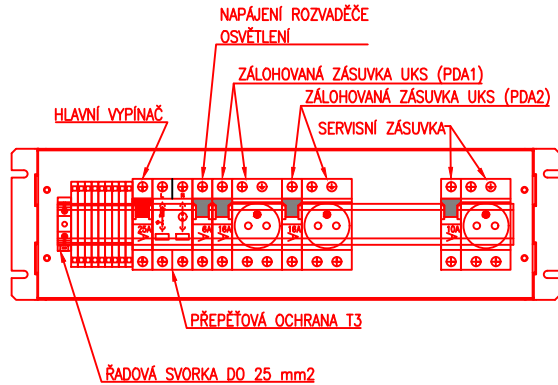 NAPÁJENÍ ROZVADĚČE
OSVĚTLENÍ
ZÁLOHOVANÁ ZÁSUVKA UKS (PDA1)
ZÁLOHOVANÁ ZÁSUVKA UKS (PDA2)
HLAVNÍ VYPÍNAČ
SERVISNÍ ZÁSUVKA
25A
6A
16A
16A
10A
PŘEPĚŤOVÁ OCHRANA T3
ŘADOVÁ SVORKA DO 25 mm2